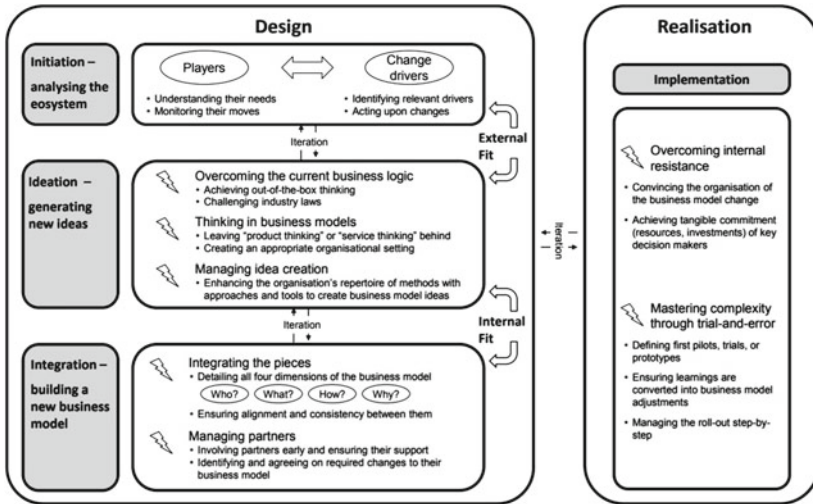 Design
Initiation –
analysing the
eosystem
Players
Change
drivers
• Understanding their needs
• Monitoring their moves
• Identifying relevant drivers
• Acting upon changes
Iteration
External
Fit
Ideation –
generating
new ideas
Overcoming the current business logic
• Achieving out-of-the-box thinking
• Challenging industry laws
Thinking in business models
• Leaving "product thinking" or "service thinking" behind
• Creating an appropriate organisational setting
Managing idea creation
• Enhancing the organisation's repertoire of methods with
approaches and tools to create business model ideas
Iteration
Internal
Fit
Integration –
building a
new business
model
Integrating the pieces
• Detailing all four dimensions of the business model
Who? What? How? Why?
• Ensuring alignment and consistency between them
Managing partners
• Involving partners early and ensuring their support
• Identifying and agreeing on required changes to their
business model
Iteration
Realisation
Implementation
Overcoming internal
resistance
• Convincing the organisation of
the business model change
• Achieving tangible commitment
(resources, investments) of key
decision makers
Mastering complexity
through trial-and-error
• Defining first pilots, trials, or
prototypes
• Ensuring learnings are
converted into business model
adjustments
• Managing the roll-out step-by-
step